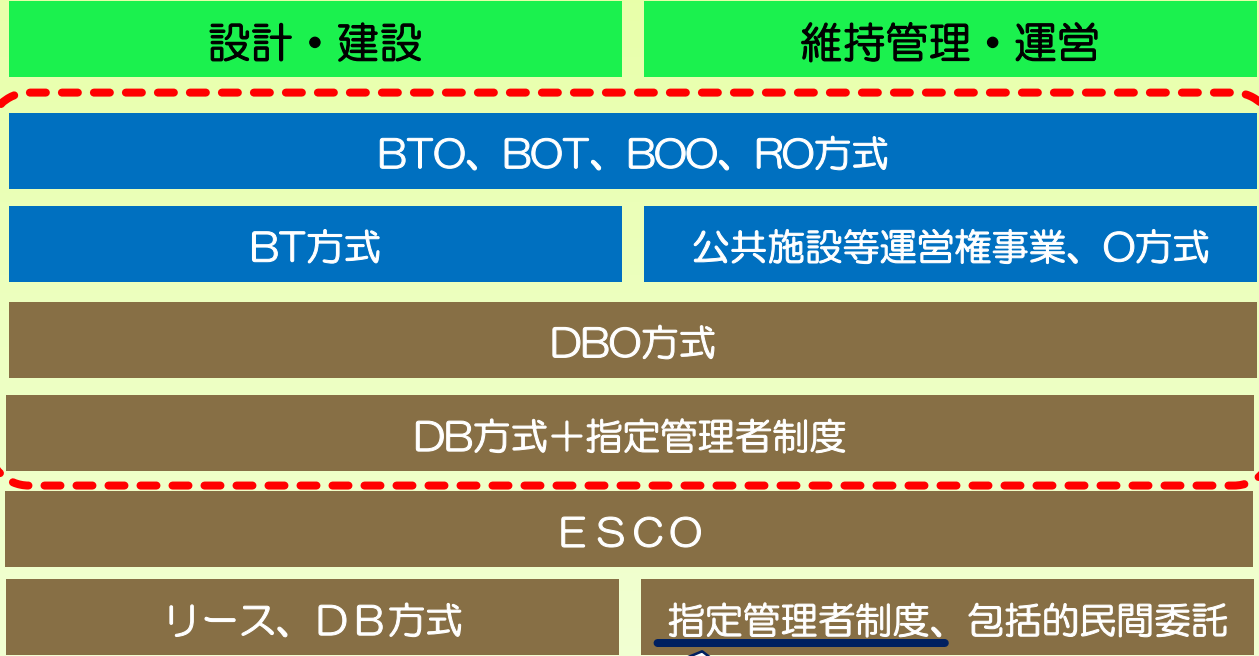 設計・建設
維持管理・運営
BTO、BOT、BOO、RO方式
BT方式
公共施設等運営権事業、O方式
DBO方式
DB方式＋指定管理者制度
ＥＳＣＯ
リース、ＤＢ方式
指定管理者制度、包括的民間委託